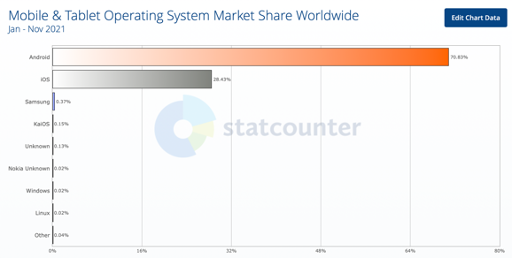 Mobile & Tablet Operating System Market Share Worldwide
Jan - Nov 2021
Edit Chart Data
Android 70.83%
iOS 28.43%
Samsung 0.37%
KaiOS 0.15%
Unknown 0.13%
Nokia Unknown 0.02%
Windows 0.02%
Linux 0.02%
Other 0.04%
statcounter
0% 16% 32% 48% 64% 80%